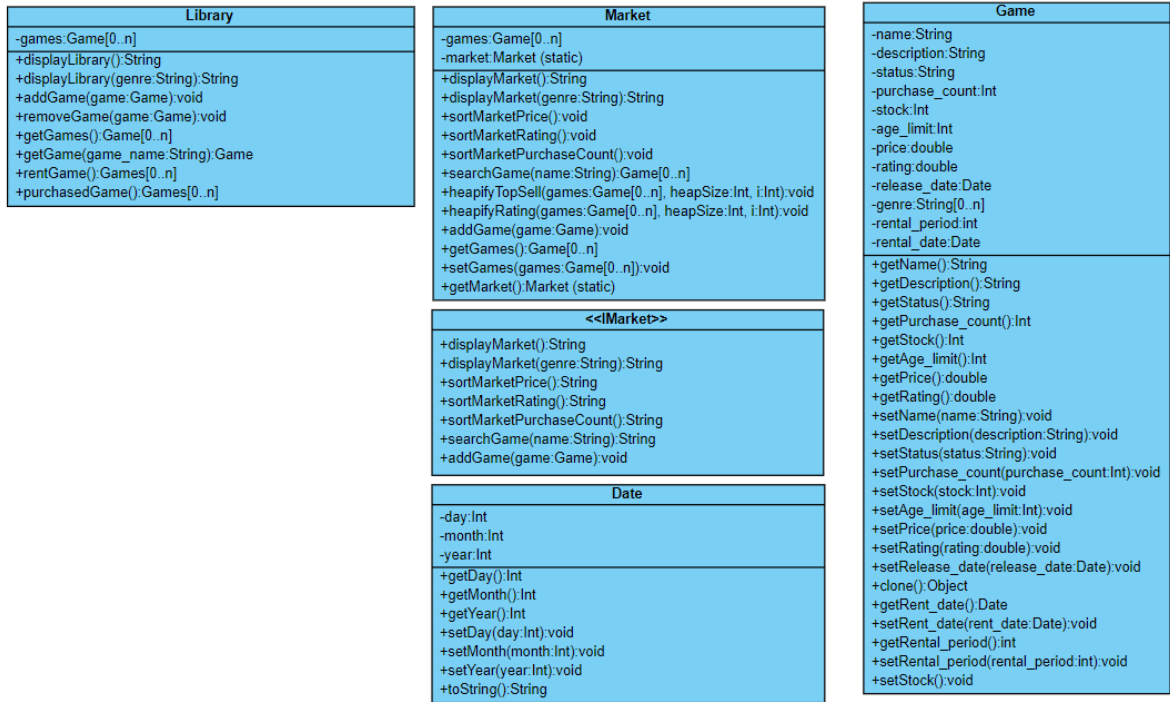 Library
-games:Game[0..n]
+displayLibrary():String
+displayLibrary(genre:String):String
+addGame(game:Game):void
+removeGame(game:Game):void
+getGames():Game[0..n]
+getGame(game_name:String):Game
+rentGame():Games[0..n]
+purchasedGame():Games[0..n]
Market
-games:Game[0..n]
-market:Market (static)
+displayMarket():String
+displayMarket(genre:String):String
+sortMarketPrice():void
+sortMarketRating():void
+sortMarketPurchaseCount():void
+searchGame(name:String):Game[0..n]
+heapifyTopSell(games:Game[0..n], heapSize:Int, i:Int):void
+heapifyRating(games:Game[0..n], heapSize:Int, i:Int):void
+addGame(game:Game):void
+getGames():Game[0..n]
+setGames(games:Game[0..n]):void
+getMarket():Market (static)
<<IMarket>>
+displayMarket():String
+displayMarket(genre:String):String
+sortMarketPrice():String
+sortMarketRating():String
+sortMarketPurchaseCount():String
+searchGame(name:String):String
+addGame(game:Game):void
Date
-day:Int
-month:Int
-year:Int
+getDay():Int
+getMonth():Int
+getYear():Int
+setDay(day:Int):void
+setMonth(month:Int):void
+setYear(year:Int):void
+toString():String
Game
-name:String
-description:String
-status:String
-purchase_count:Int
-stock:Int
-age_limit:Int
-price:double
-rating:double
-release_date:Date
-genre:String[0..n]
-rental_period:int
-rental_date:Date
+getName():String
+getDescription():String
+getStatus():String
+getPurchase_count():Int
+getStock():Int
+getAge_limit():Int
+getPrice():double
+getRating():double
+setName(name:String):void
+setDescription(description:String):void
+setStatus(status:String):void
+setPurchase_count(purchase_count:Int):void
+setStock(stock:Int):void
+setAge_limit(age_limit:Int):void
+setPrice(price:double):void
+setRating(rating:double):void
+setRelease_date(release_date:Date):void
+clone():Object
+getRent_date():Date
+setRent_date(rent_date:Date):void
+getRental_period():int
+setRental_period(rental_period:int):void
+setStock():void